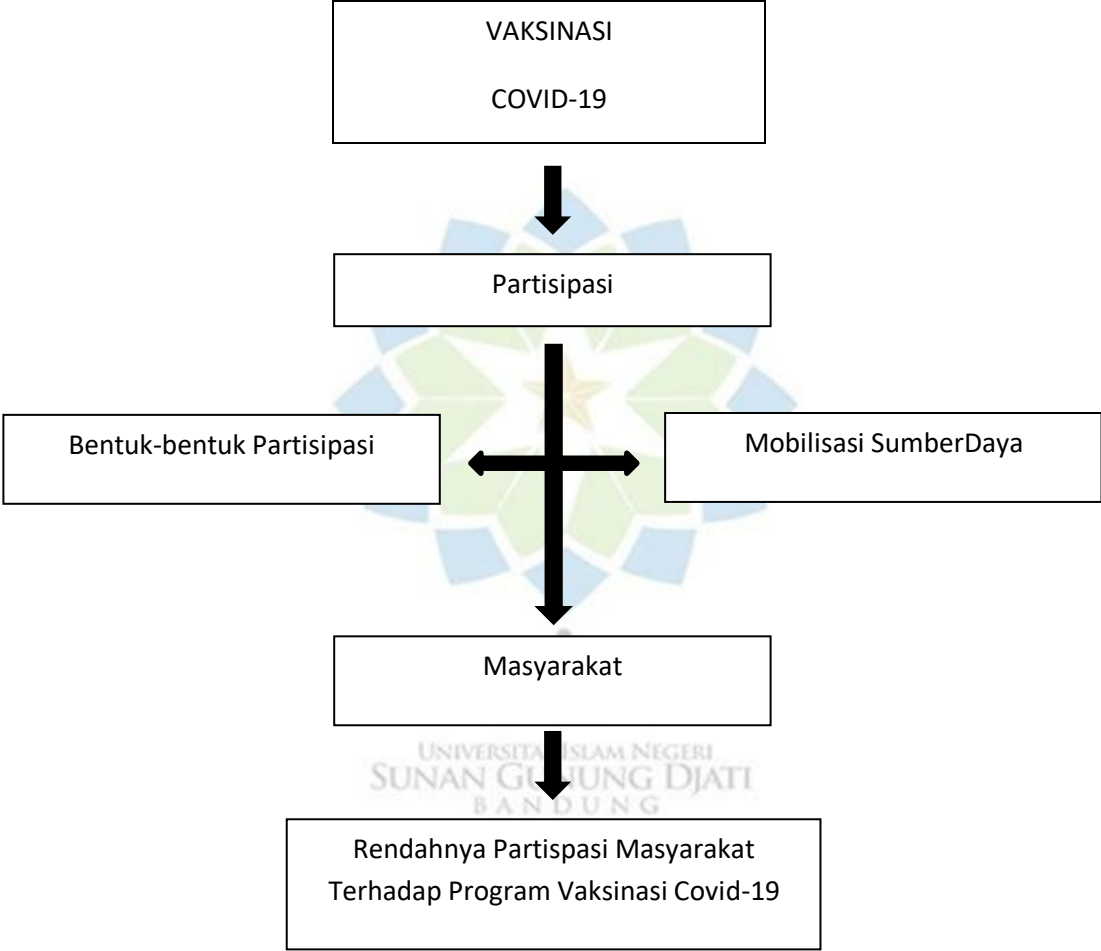 VAKSINASI
COVID-19
Partisipasi
Bentuk-bentuk Partisipasi
Mobilisasi SumberDaya
Masyarakat
UNIVERSITAS ISLAM NEGERI
SUNAN GUNUNG DJATI
BANDUNG
Rendahnya Partispasi Masyarakat
Terhadap Program Vaksinasi Covid-19